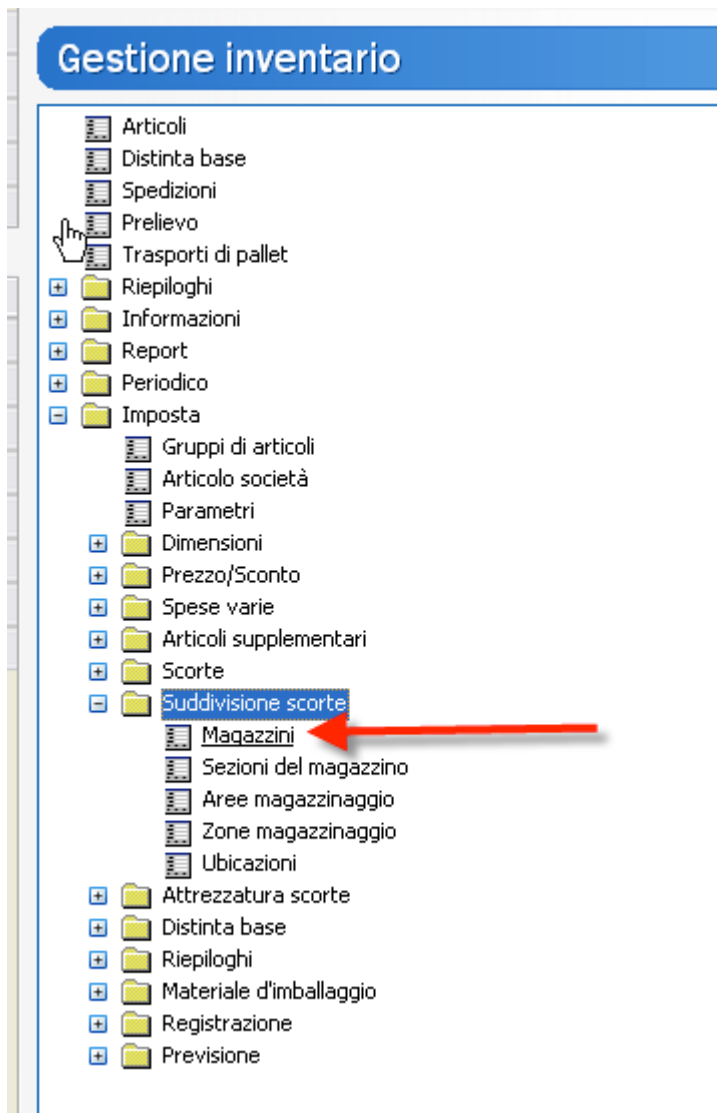 Gestione inventario
Articoli
Distinta base
Spedizioni
Prelievo
Trasporti di pallet
Riepiloghi
Informazioni
Report
Periodico
Imposta
Gruppi di articoli
Articolo società
Parametri
Dimensioni
Prezzo/Sconto
Spese varie
Articoli supplementari
Scorte
Suddivisione scorte
Magazzini
Sezioni del magazzino
Aree magazzinaggio
Zone magazzinaggio
Ubicazioni
Attrezzatura scorte
Distinta base
Riepiloghi
Materiale d'imballaggio
Registrazione
Previsione